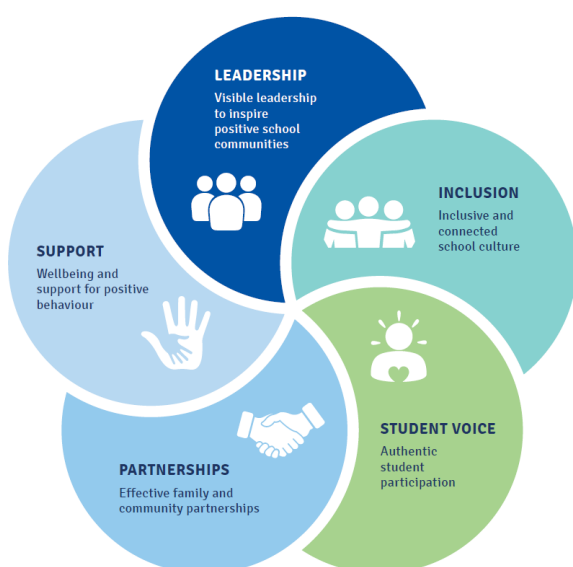 LEADERSHIP
Visible leadership
to inspire
positive school
communities
INCLUSION
Inclusive and
connected
school culture
STUDENT VOICE
Authentic
student
participation
PARTNERSHIPS
Effective family and
community partnerships
SUPPORT
Wellbeing and
support for positive
behaviour